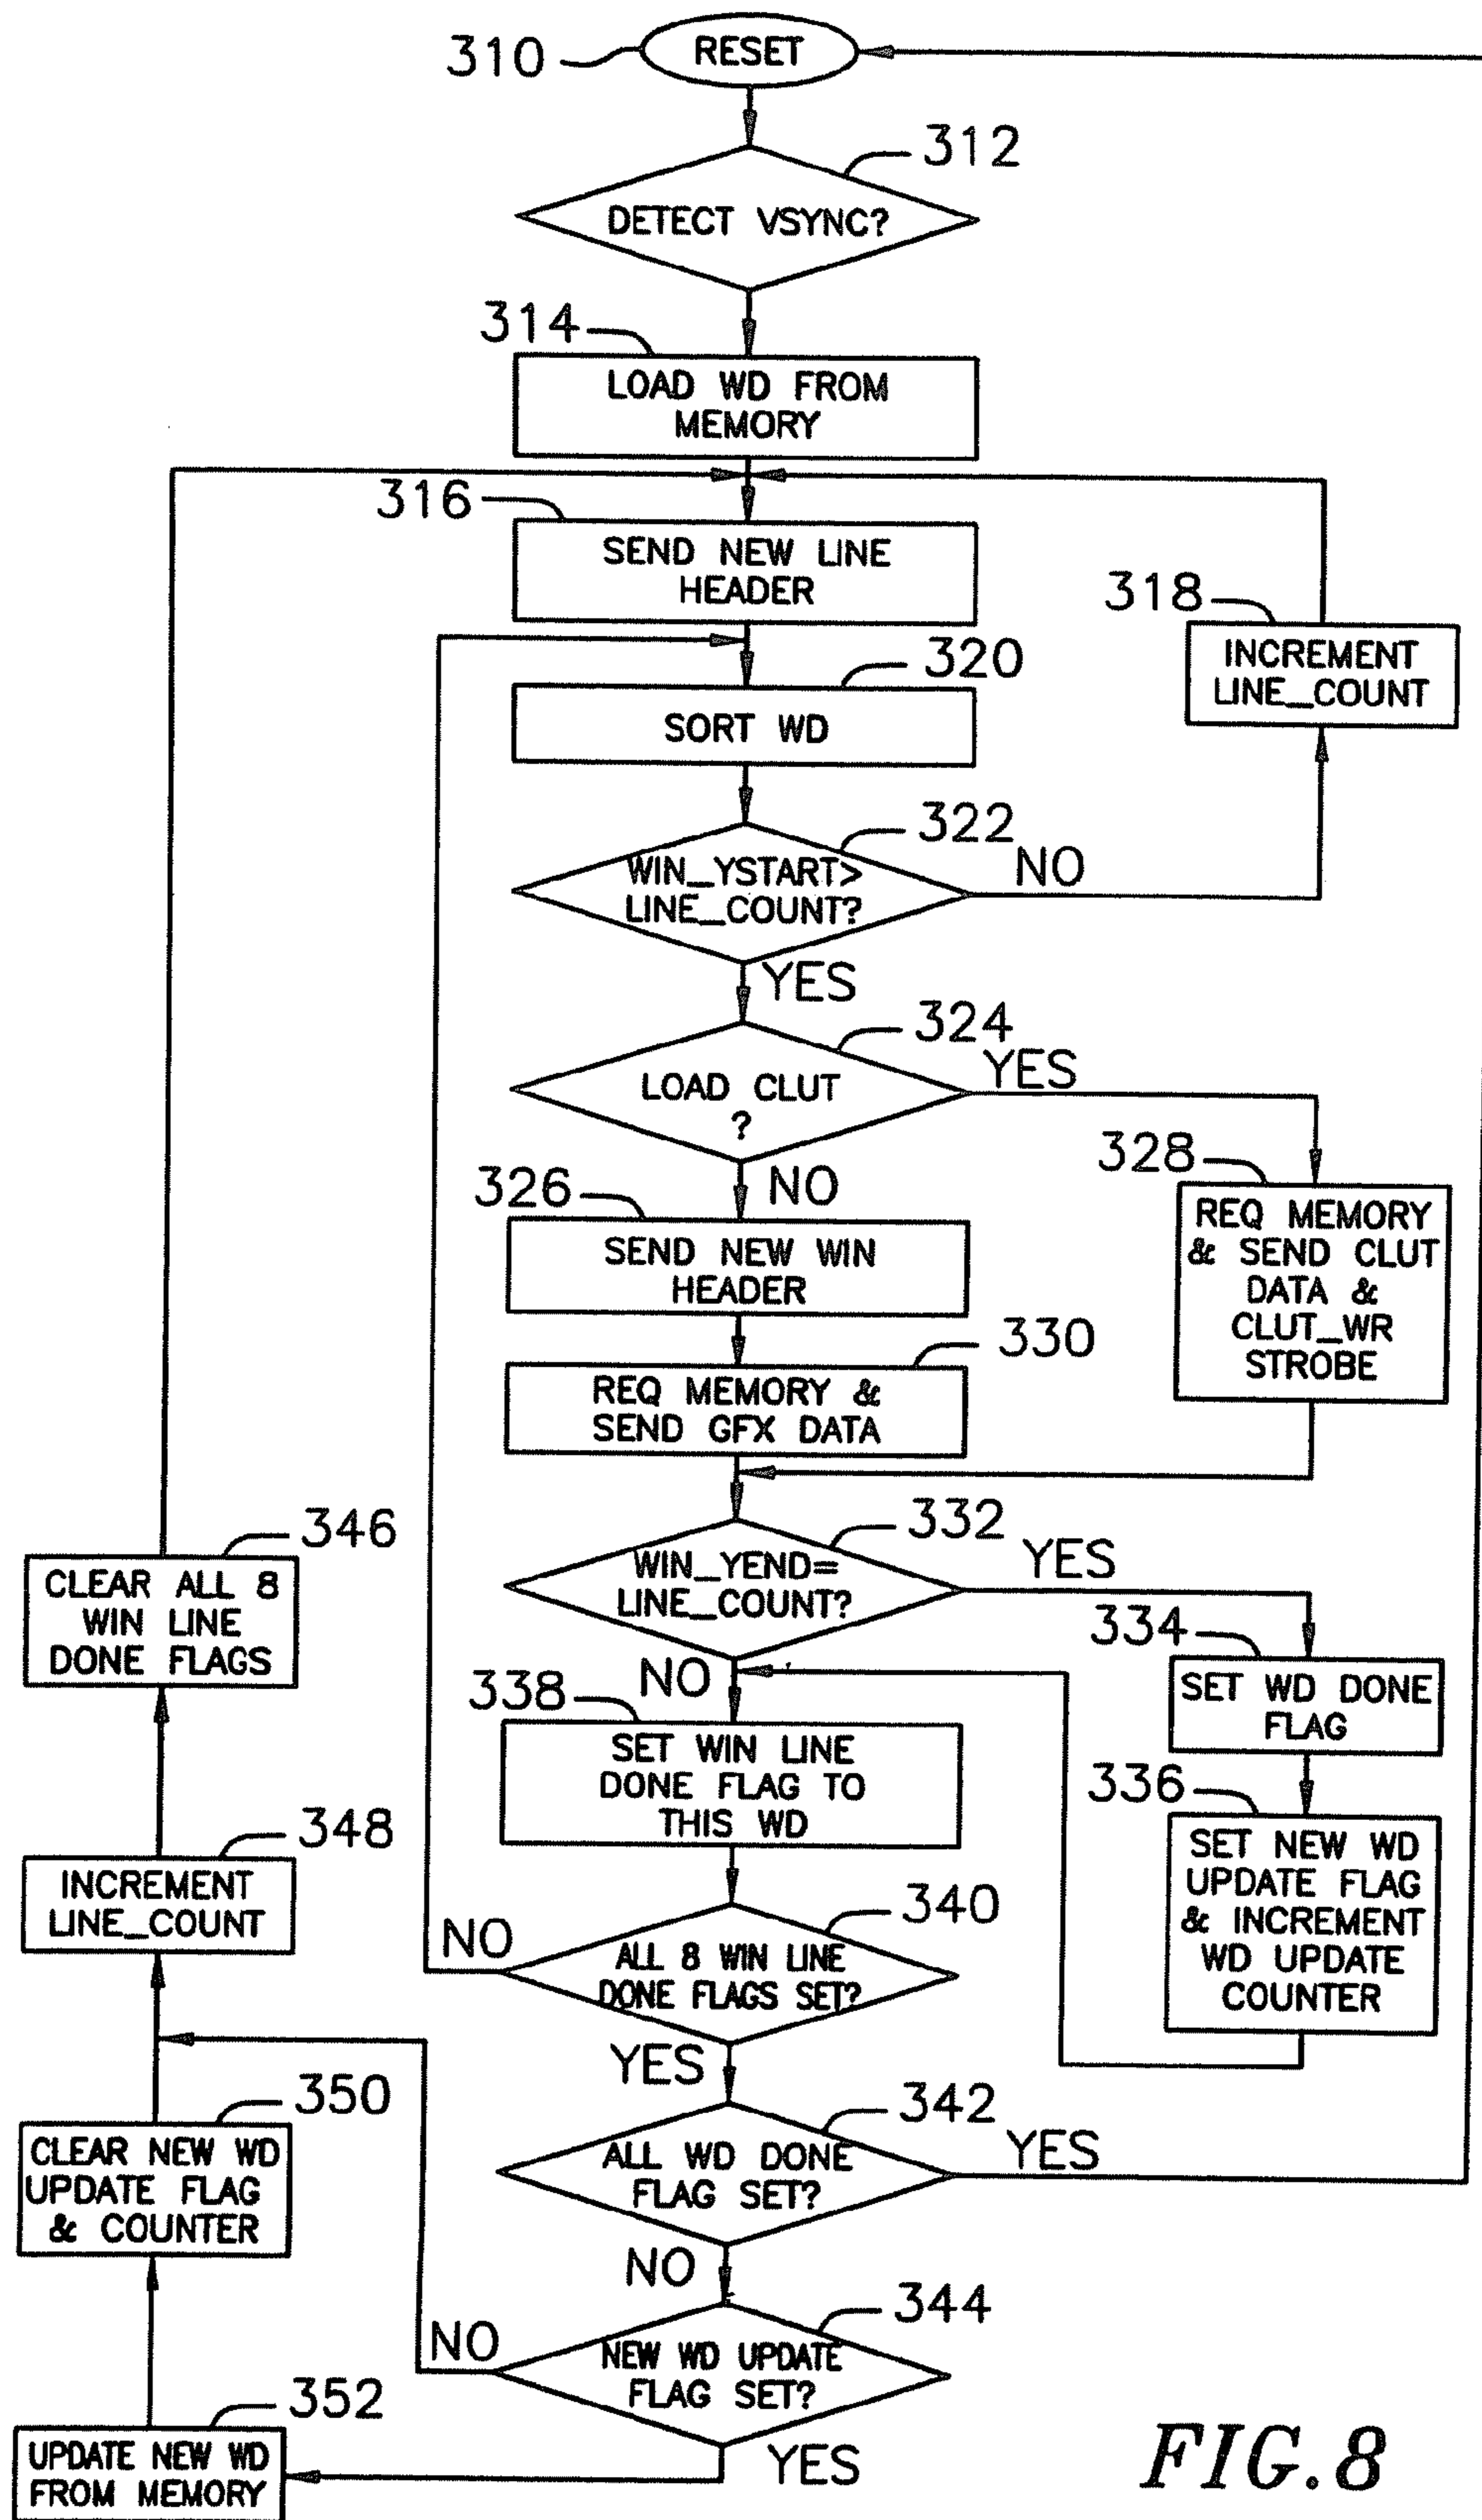 310
RESET
312
DETECT VSYNC?
314
LOAD WD FROM
MEMORY
316
SEND NEW LINE
HEADER
318
INCREMENT
LINE_COUNT
320
SORT WD
322
WIN_YSTART>
LINE_COUNT?
NO
YES
324
LOAD CLUT
?
YES
NO
326
SEND NEW WIN
HEADER
328
REQ MEMORY
& SEND CLUT
DATA &
CLUT_WR
STROBE
330
REQ MEMORY &
SEND GFX DATA
332
WIN_YEND=
LINE_COUNT?
YES
NO
334
SET WD DONE
FLAG
336
SET NEW WD
UPDATE FLAG
& INCREMENT
WD UPDATE
COUNTER
338
SET WIN LINE
DONE FLAG TO
THIS WD
340
ALL 8 WIN LINE
DONE FLAGS SET?
NO
YES
342
ALL WD DONE
FLAG SET?
YES
NO
344
NEW WD UPDATE
FLAG SET?
NO
YES
346
CLEAR ALL 8
WIN LINE
DONE FLAGS
348
INCREMENT
LINE_COUNT
350
CLEAR NEW WD
UPDATE FLAG
& COUNTER
352
UPDATE NEW WD
FROM MEMORY
FIG. 8